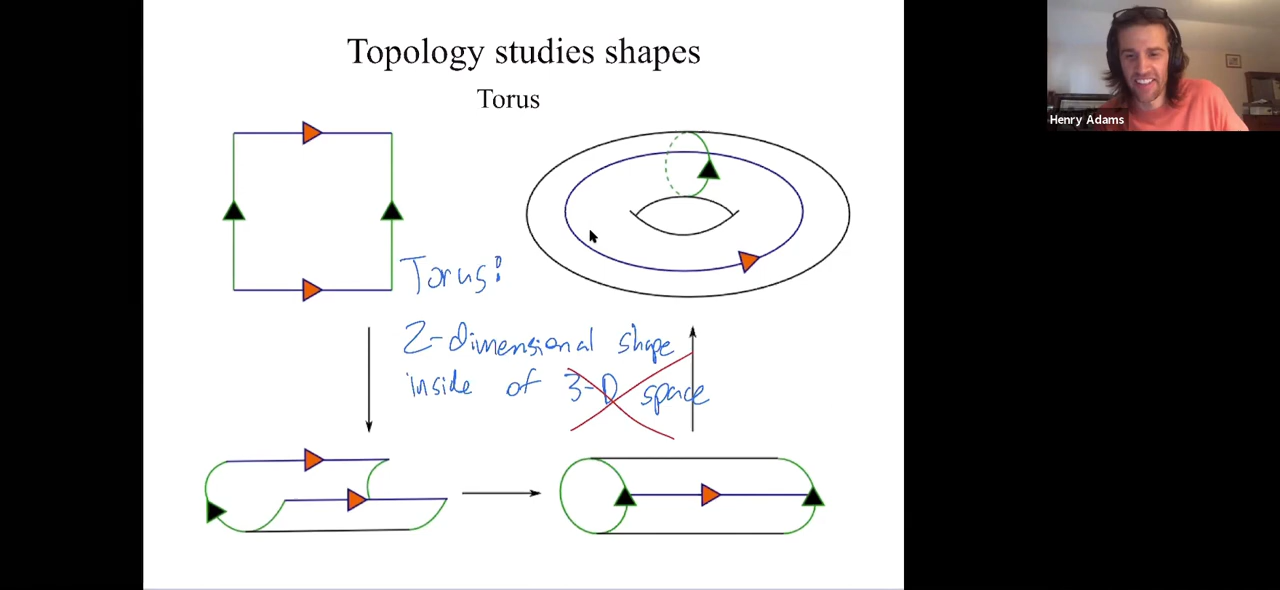 Topology studies shapes
Torus
Henry Adams
Torus:
2-dimensional shape
inside of 3-D space